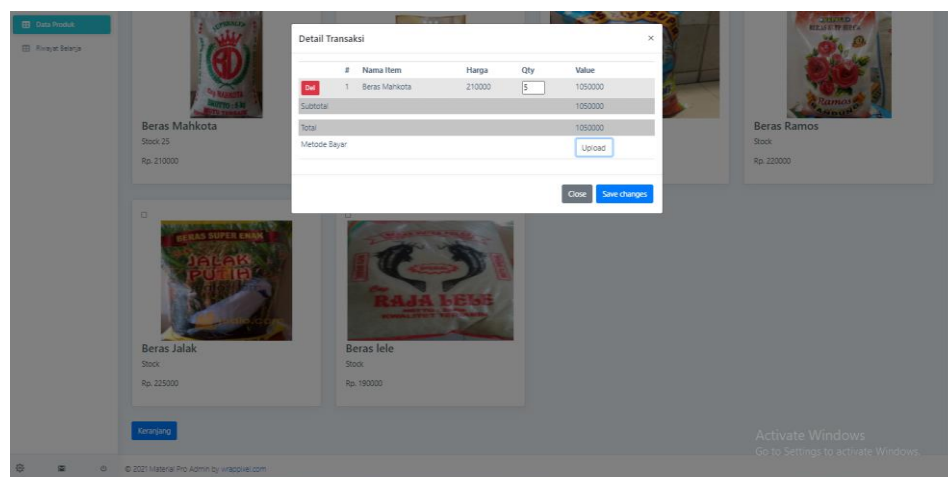 Data Produk
Riwayat Belanja
Detail Transaksi
×
# Nama Item Harga Qty Value
Del 1 Beras Mahkota 210000 5 1050000
Subtotal 1050000
Total 1050000
Metode Bayar Upload
Close Save changes
Beras Mahkota
Stock 25
Rp. 210000
Beras Ramos
Stock
Rp. 220000
BERAS SUPER ENAK
JALAK
PUTIH
RAJA LELE
Beras Jalak
Stock
Rp. 225000
Beras lele
Stock
Rp. 190000
Keranjang
Activate Windows
Go to Settings to activate Windows.
© 2021 Material Pro Admin by wrappixel.com